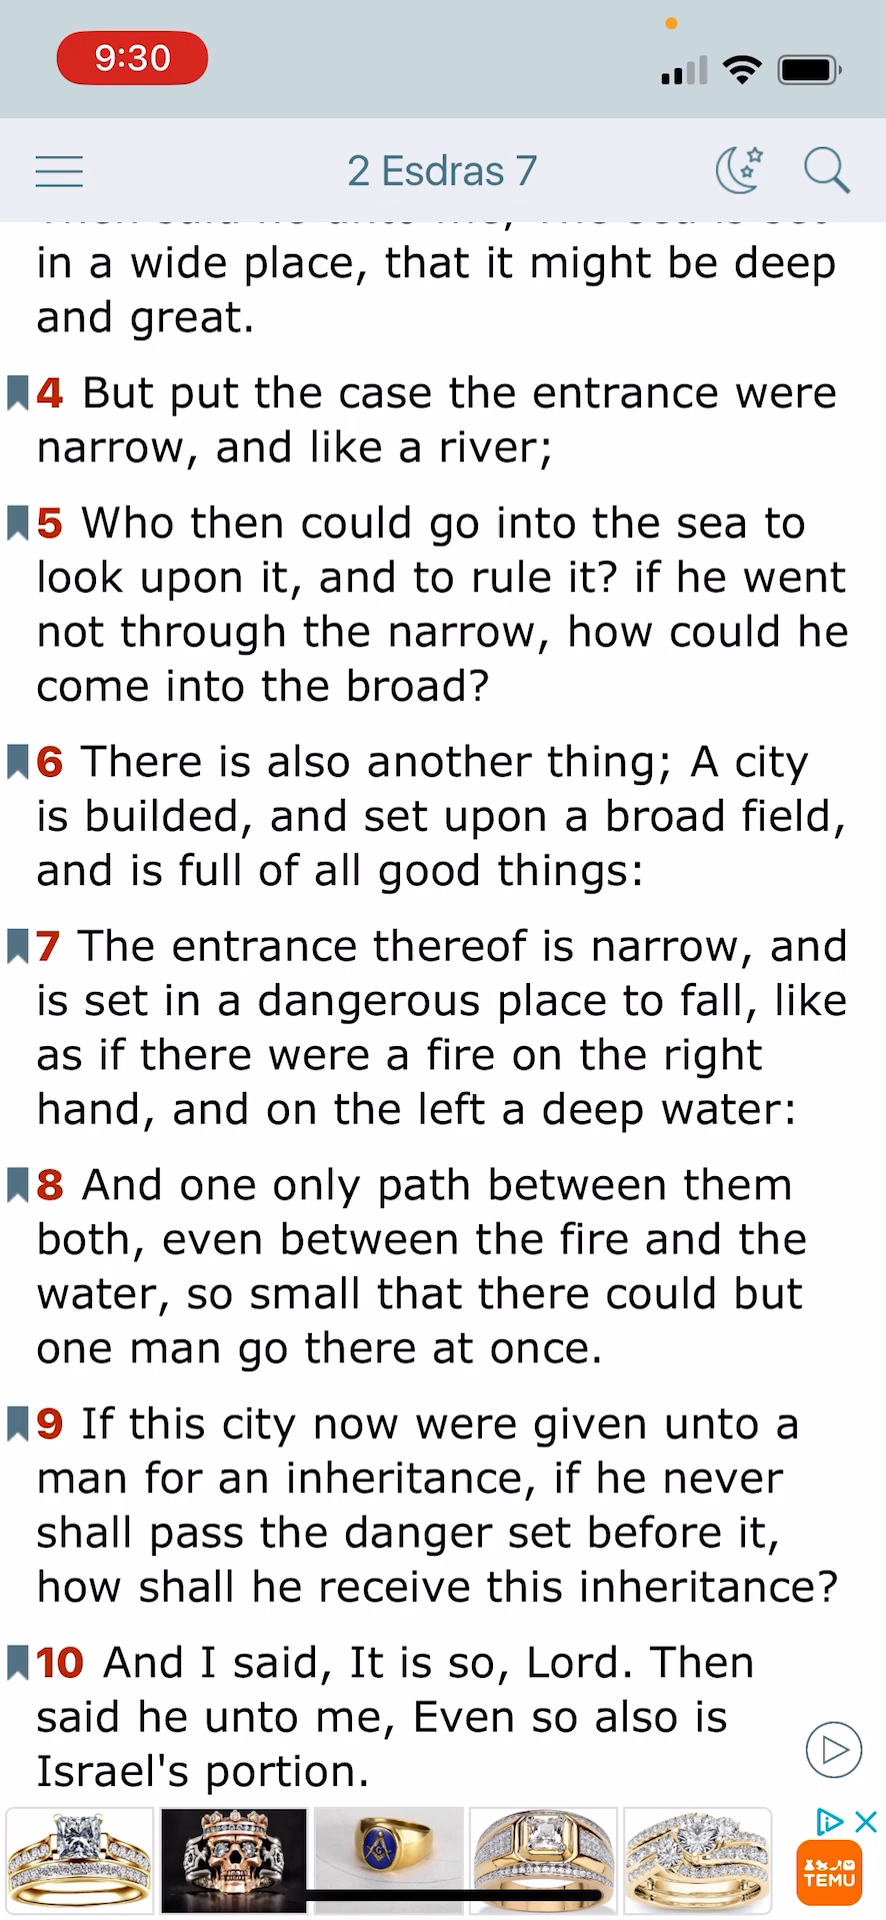 9:30
2 Esdras 7
in a wide place, that it might be deep
and great.
4 But put the case the entrance were
narrow, and like a river;
5 Who then could go into the sea to
look upon it, and to rule it? if he went
not through the narrow, how could he
come into the broad?
6 There is also another thing; A city
is builded, and set upon a broad field,
and is full of all good things:
7 The entrance thereof is narrow, and
is set in a dangerous place to fall, like
as if there were a fire on the right
hand, and on the left a deep water:
8 And one only path between them
both, even between the fire and the
water, so small that there could but
one man go there at once.
9 If this city now were given unto a
man for an inheritance, if he never
shall pass the danger set before it,
how shall he receive this inheritance?
10 And I said, It is so, Lord. Then
said he unto me, Even so also is
Israel's portion.
G
TEMU